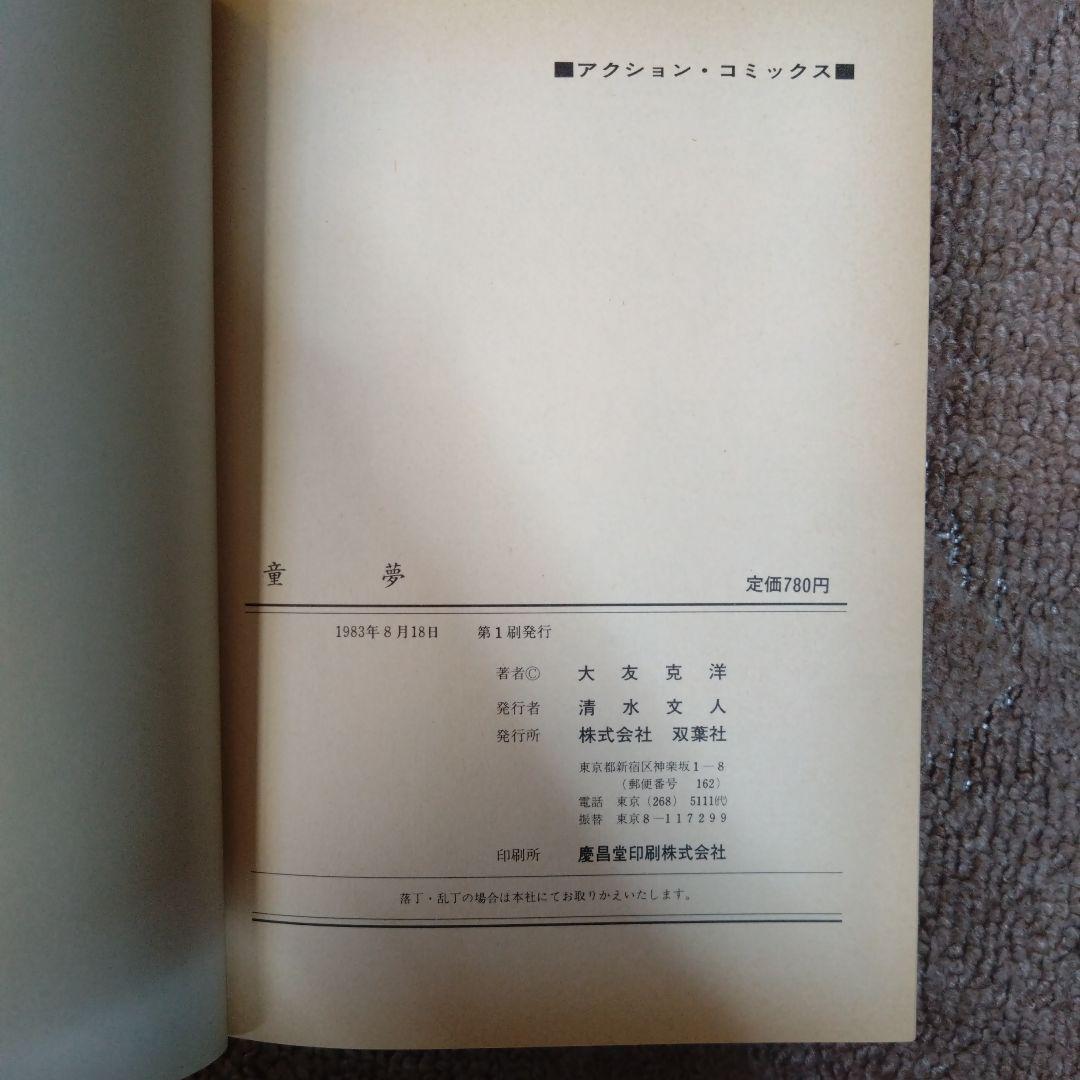 ■アクション・コミックス■
童 夢
定価780円
1983年8月18日 第1刷発行
著者© 大友克洋
発行者 清水文人
発行所 株式会社 双葉社
東京都新宿区神楽坂1―8
(郵便番号 162)
電話 東京(268) 5111(代)
振替 東京8―117299
印刷所 慶昌堂印刷株式会社
落丁・乱丁の場合は本社にてお取りかえいたします。